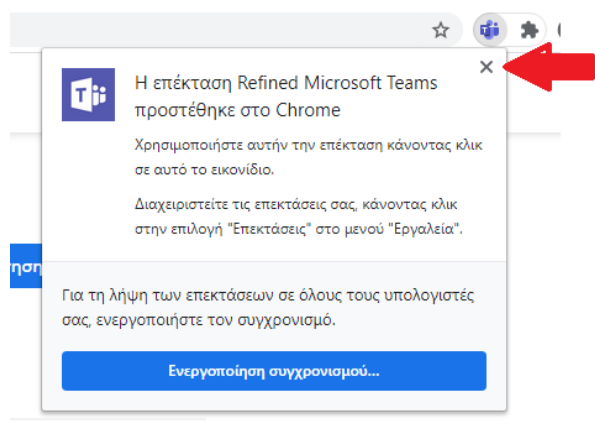 Η επέκταση Refined Microsoft Teams
προστέθηκε στο Chrome
Χρησιμοποιήστε αυτήν την επέκταση κάνοντας κλικ
σε αυτό το εικονίδιο.
Διαχειριστείτε τις επεκτάσεις σας, κάνοντας κλικ
στην επιλογή "Επεκτάσεις" στο μενού "Εργαλεία".
Για τη λήψη των επεκτάσεων σε όλους τους υπολογιστές
σας, ενεργοποιήστε τον συγχρονισμό.
Ενεργοποίηση συγχρονισμού...